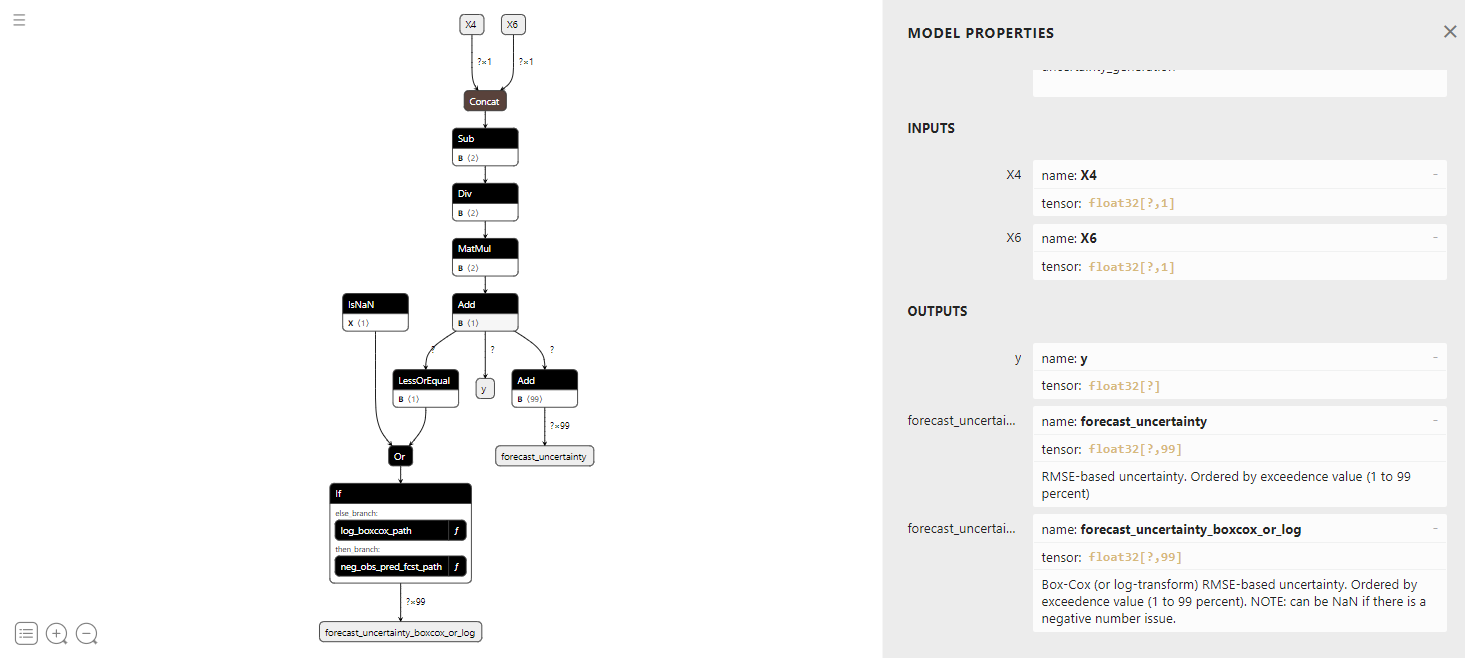 X4
X6
?×1
?×1
Concat
Sub
B ⟨2⟩
Div
B ⟨2⟩
MatMul
B ⟨2⟩
IsNaN
X ⟨1⟩
Add
B ⟨1⟩
?
?
?
LessOrEqual
B ⟨1⟩
y
Add
B ⟨99⟩
?×99
Or
forecast_uncertainty
If
else_branch:
log_boxcox_path
ƒ
then_branch:
neg_obs_pred_fcst_path
ƒ
?×99
forecast_uncertainty_boxcox_or_log
MODEL PROPERTIES
uncertainty_generation
INPUTS
X4
name: X4
-
tensor: float32[?,1]
X6
name: X6
-
tensor: float32[?,1]
OUTPUTS
y
name: y
-
tensor: float32[?]
forecast_uncertai...
name: forecast_uncertainty
-
tensor: float32[?,99]
RMSE-based uncertainty. Ordered by exceedence value (1 to 99
percent)
forecast_uncertai...
name: forecast_uncertainty_boxcox_or_log
-
tensor: float32[?,99]
Box-Cox (or log-transform) RMSE-based uncertainty. Ordered by
exceedence value (1 to 99 percent). NOTE: can be NaN if there is a
negative number issue.